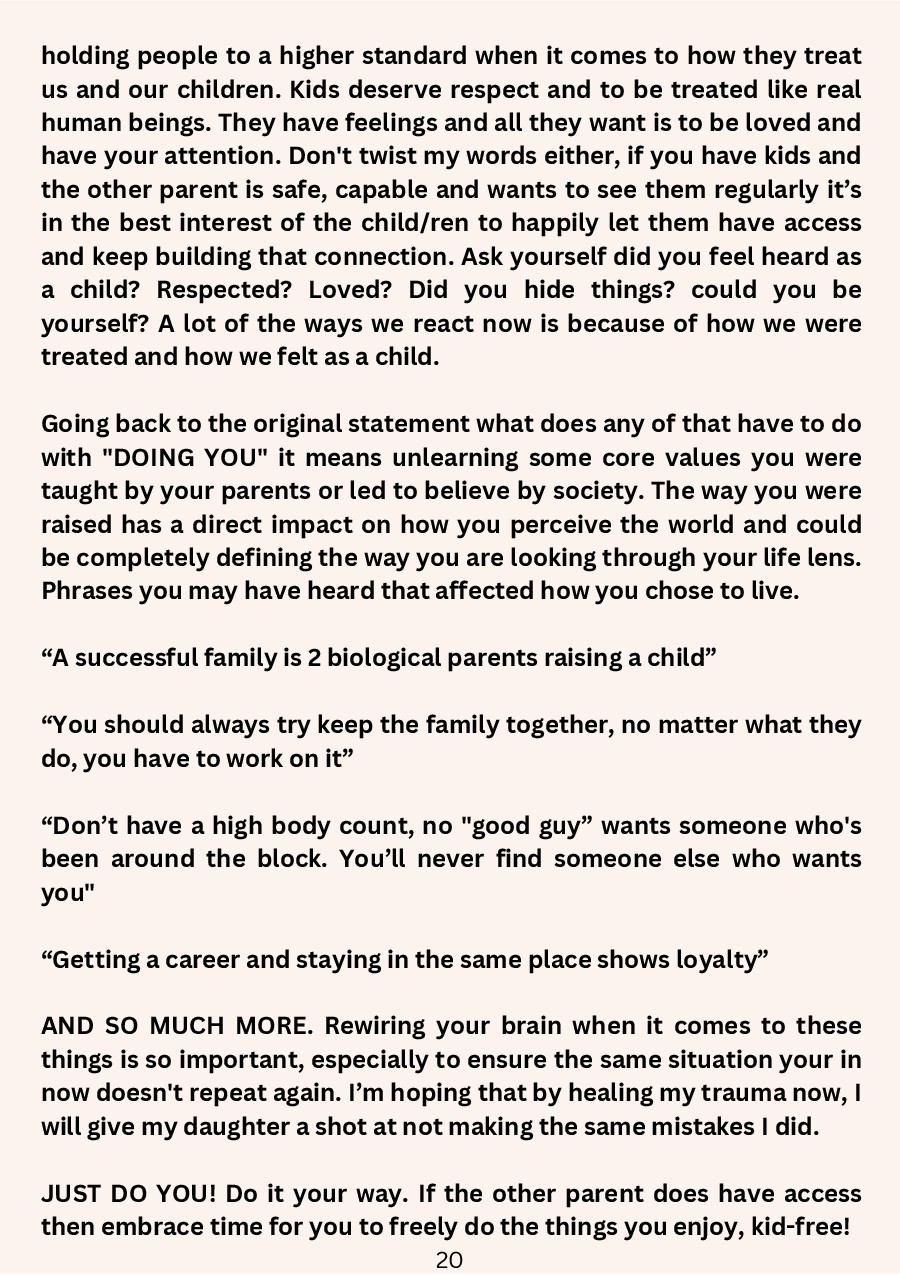 holding people to a higher standard when it comes to how they treat
us and our children. Kids deserve respect and to be treated like real
human beings. They have feelings and all they want is to be loved and
have your attention. Don't twist my words either, if you have kids and
the other parent is safe, capable and wants to see them regularly it’s
in the best interest of the child/ren to happily let them have access
and keep building that connection. Ask yourself did you feel heard as
a child? Respected? Loved? Did you hide things? could you be
yourself? A lot of the ways we react now is because of how we were
treated and how we felt as a child.
Going back to the original statement what does any of that have to do
with "DOING YOU" it means unlearning some core values you were
taught by your parents or led to believe by society. The way you were
raised has a direct impact on how you perceive the world and could
be completely defining the way you are looking through your life lens.
Phrases you may have heard that affected how you chose to live.
“A successful family is 2 biological parents raising a child”
“You should always try keep the family together, no matter what they
do, you have to work on it”
“Don’t have a high body count, no "good guy” wants someone who's
been around the block. You’ll never find someone else who wants
you"
“Getting a career and staying in the same place shows loyalty”
AND SO MUCH MORE. Rewiring your brain when it comes to these
things is so important, especially to ensure the same situation your in
now doesn't repeat again. I’m hoping that by healing my trauma now, I
will give my daughter a shot at not making the same mistakes I did.
JUST DO YOU! Do it your way. If the other parent does have access
then embrace time for you to freely do the things you enjoy, kid-free!
20